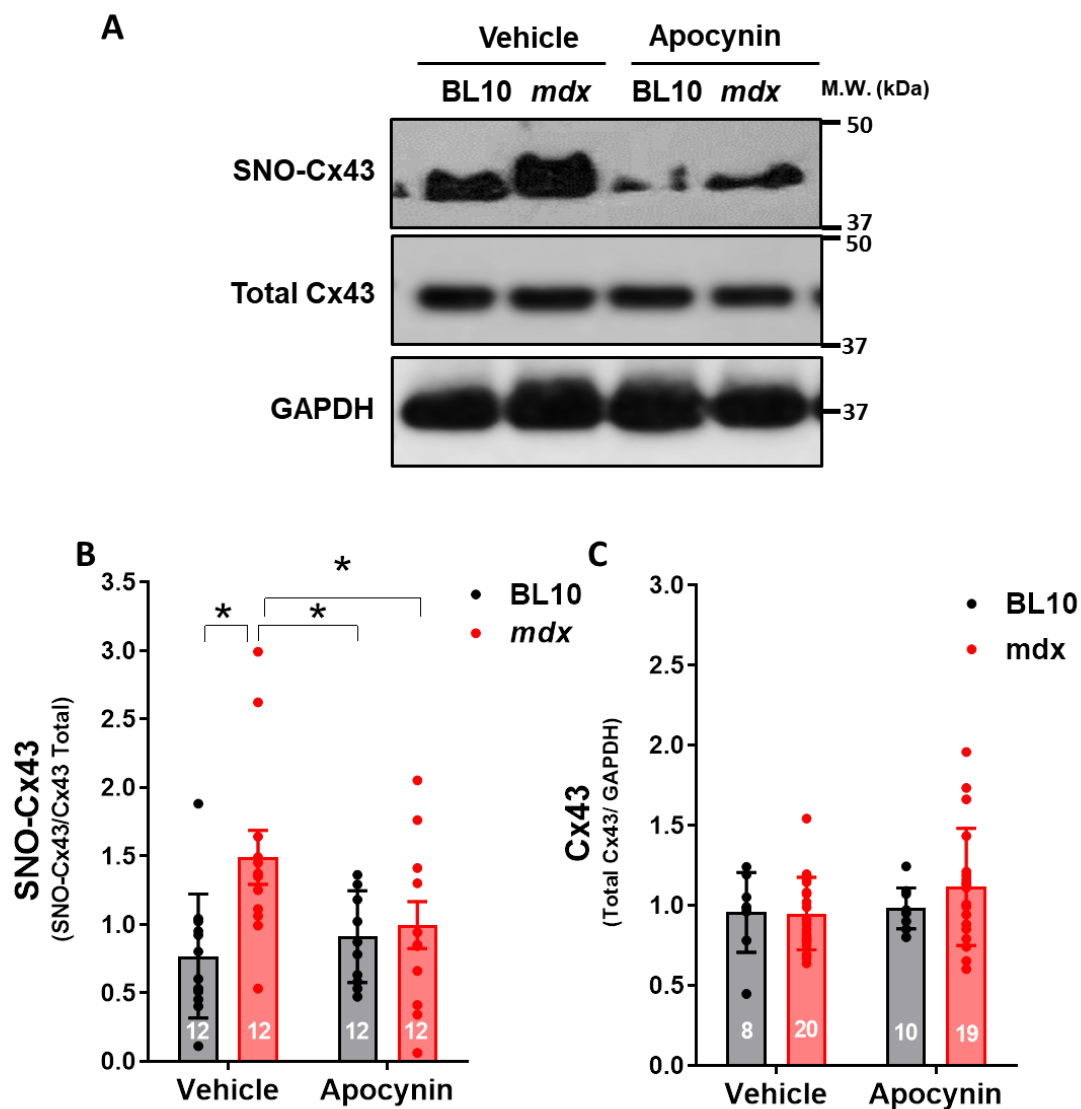 A
Vehicle Apocynin
BL10 mdx BL10 mdx M.W. (kDa)
50
SNO-Cx43
37
50
Total Cx43
37
GAPDH
37
B
* * *
BL10
mdx
3.5
3.0
2.5
2.0
1.5
1.0
0.5
0.0
SNO-Cx43
(SNO-Cx43/Cx43 Total)
12 12 12 12
Vehicle Apocynin
C
BL10
mdx
3.0
2.5
2.0
1.5
1.0
0.5
0.0
Cx43
(Total Cx43/ GAPDH)
8 20 10 19
Vehicle Apocynin